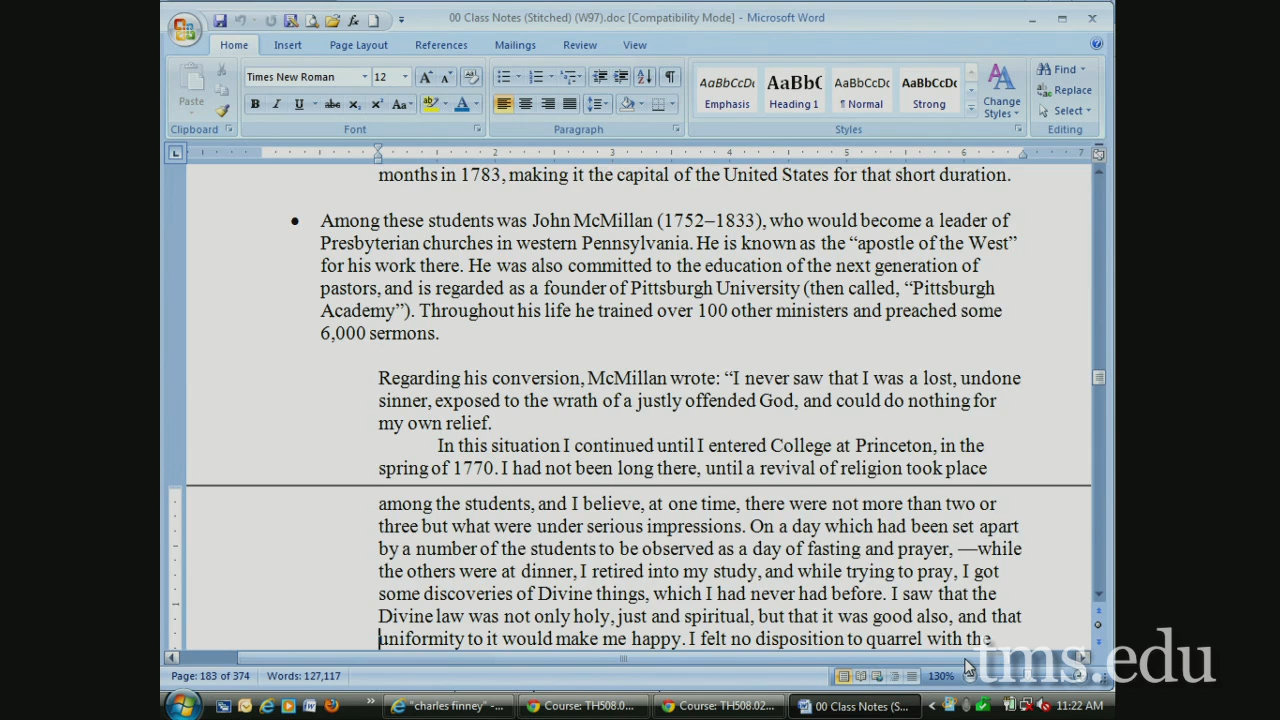 00 Class Notes (Stitched) (W97).doc [Compatibility Mode] - Microsoft Word
Home Insert Page Layout References Mailings Review View
Times New Roman 12 AaBbCcDc AaBbC AaBbCcDc AaBbCcDc Find
Paste Emphasis Heading 1 ¶ Normal Strong Change Styles Replace
B I U abc x₂ x² Aa Select
Clipboard Font Paragraph Styles Editing
2 3 4 5 6 7
months in 1783, making it the capital of the United States for that short duration.
• Among these students was John McMillan (1752–1833), who would become a leader of
Presbyterian churches in western Pennsylvania. He is known as the “apostle of the West”
for his work there. He was also committed to the education of the next generation of
pastors, and is regarded as a founder of Pittsburgh University (then called, “Pittsburgh
Academy”). Throughout his life he trained over 100 other ministers and preached some
6,000 sermons.
Regarding his conversion, McMillan wrote: “I never saw that I was a lost, undone
sinner, exposed to the wrath of a justly offended God, and could do nothing for
my own relief.
In this situation I continued until I entered College at Princeton, in the
spring of 1770. I had not been long there, until a revival of religion took place
among the students, and I believe, at one time, there were not more than two or
three but what were under serious impressions. On a day which had been set apart
by a number of the students to be observed as a day of fasting and prayer, —while
the others were at dinner, I retired into my study, and while trying to pray, I got
some discoveries of Divine things, which I had never had before. I saw that the
Divine law was not only holy, just and spiritual, but that it was good also, and that
uniformity to it would make me happy. I felt no disposition to quarrel with the
tms.edu
Page: 183 of 374 Words: 127,117 130%
"charles finney" -... Course: TH508.0... Course: TH508.02... 00 Class Notes (S... 11:22 AM